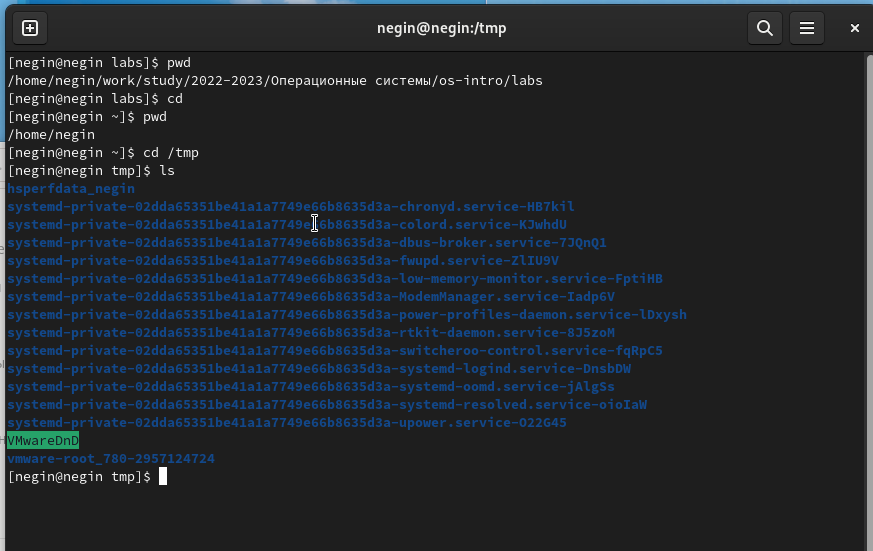 negin@negin:/tmp
[negin@negin labs]$ pwd
/home/negin/work/study/2022-2023/Операционные системы/os-intro/labs
[negin@negin labs]$ cd
[negin@negin ~]$ pwd
/home/negin
[negin@negin ~]$ cd /tmp
[negin@negin tmp]$ ls
hsperfdata_negin
systemd-private-02dda65351be41a1a7749e66b8635d3a-chronyd.service-HB7kil
systemd-private-02dda65351be41a1a7749e66b8635d3a-colord.service-KJwhdU
systemd-private-02dda65351be41a1a7749e66b8635d3a-dbus-broker.service-7JQnQ1
systemd-private-02dda65351be41a1a7749e66b8635d3a-fwupd.service-ZlIU9V
systemd-private-02dda65351be41a1a7749e66b8635d3a-low-memory-monitor.service-FptiHB
systemd-private-02dda65351be41a1a7749e66b8635d3a-ModemManager.service-Iadp6V
systemd-private-02dda65351be41a1a7749e66b8635d3a-power-profiles-daemon.service-lDxysh
systemd-private-02dda65351be41a1a7749e66b8635d3a-rtkit-daemon.service-8J5zoM
systemd-private-02dda65351be41a1a7749e66b8635d3a-switcheroo-control.service-fqRpC5
systemd-private-02dda65351be41a1a7749e66b8635d3a-systemd-logind.service-DnsbDW
systemd-private-02dda65351be41a1a7749e66b8635d3a-systemd-oomd.service-jAlgSs
systemd-private-02dda65351be41a1a7749e66b8635d3a-systemd-resolved.service-oioIaW
systemd-private-02dda65351be41a1a7749e66b8635d3a-upower.service-O22G45
VMwareDnD
vmware-root_780-2957124724
[negin@negin tmp]$